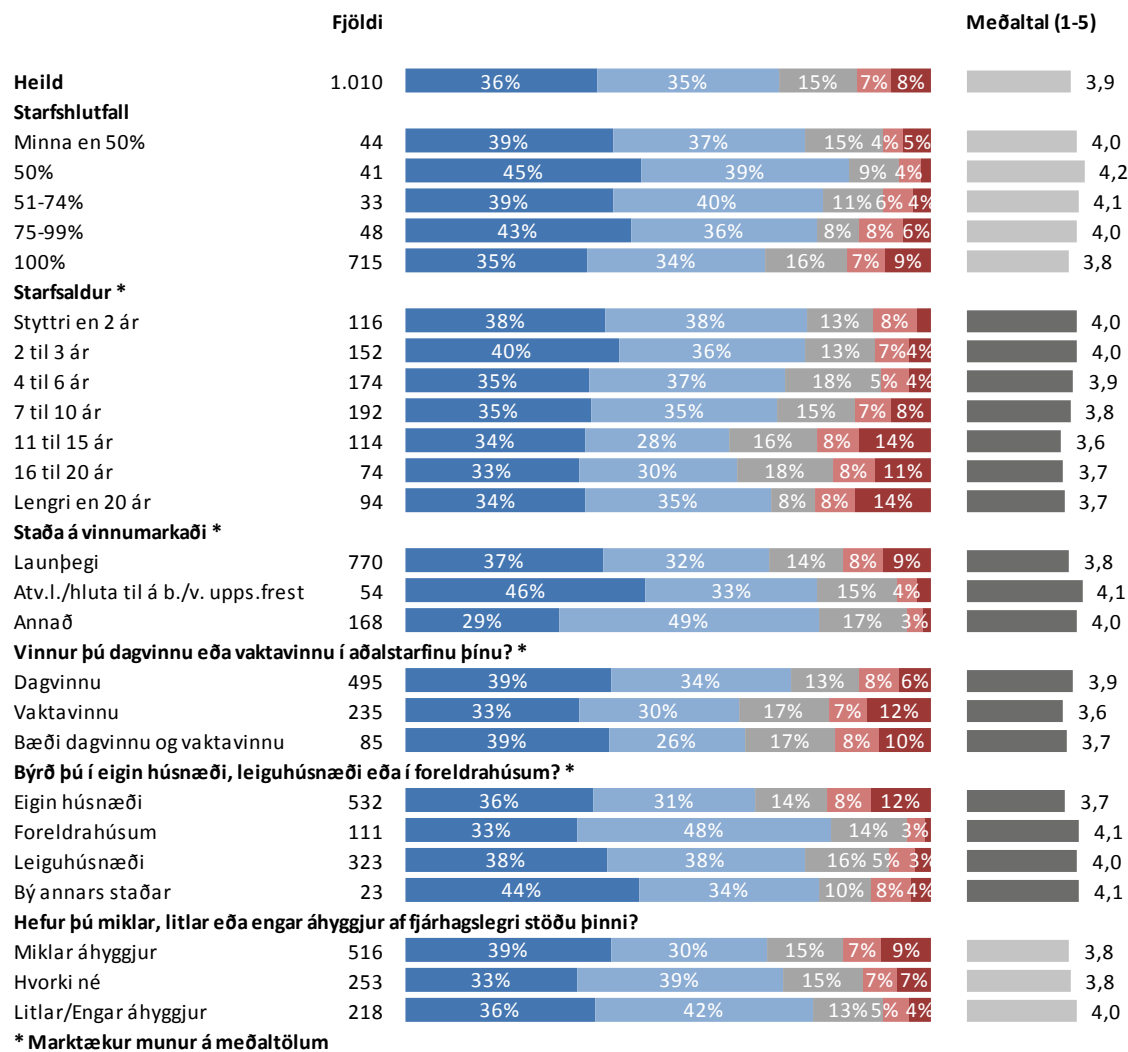 Fjöldi Meðaltal (1-5)
Heild 1.010 36% 35% 15% 7% 8% 3,9
Starfshlutfall
Minna en 50% 44 39% 37% 15% 4% 5% 4,0
50% 41 45% 39% 9% 4% 4,2
51-74% 33 39% 40% 11% 6% 4% 4,1
75-99% 48 43% 36% 8% 8% 6% 4,0
100% 715 35% 34% 16% 7% 9% 3,8
Starfsaldur *
Styttri en 2 ár 116 38% 38% 13% 8% 4,0
2 til 3 ár 152 40% 36% 13% 7% 4% 4,0
4 til 6 ár 174 35% 37% 18% 5% 4% 3,9
7 til 10 ár 192 35% 35% 15% 7% 8% 3,8
11 til 15 ár 114 34% 28% 16% 8% 14% 3,6
16 til 20 ár 74 33% 30% 18% 8% 11% 3,7
Lengri en 20 ár 94 34% 35% 8% 8% 14% 3,7
Staða á vinnumarkaði *
Launþegi 770 37% 32% 14% 8% 9% 3,8
Atv.l./hluta til á b./v. upps.frest 54 46% 33% 15% 4% 4,1
Annað 168 29% 49% 17% 3% 4,0
Vinnur þú dagvinnu eða vaktavinnu í aðalstarfinu þínu? *
Dagvinnu 495 39% 34% 13% 8% 6% 3,9
Vaktavinnu 235 33% 30% 17% 7% 12% 3,6
Bæði dagvinnu og vaktavinnu 85 39% 26% 17% 8% 10% 3,7
Býrð þú í eigin húsnæði, leiguhúsnæði eða í foreldrahúsum? *
Eigin húsnæði 532 36% 31% 14% 8% 12% 3,7
Foreldrahúsum 111 33% 48% 14% 3% 4,1
Leiguhúsnæði 323 38% 38% 16% 5% 3% 4,0
Bý annars staðar 23 44% 34% 10% 8% 4% 4,1
Hefur þú miklar, litlar eða engar áhyggjur af fjárhagslegri stöðu þinni?
Miklar áhyggjur 516 39% 30% 15% 7% 9% 3,8
Hvorki né 253 33% 39% 15% 7% 7% 3,8
Litlar/Engar áhyggjur 218 36% 42% 13% 5% 4% 4,0
* Marktækur munur á meðaltölum